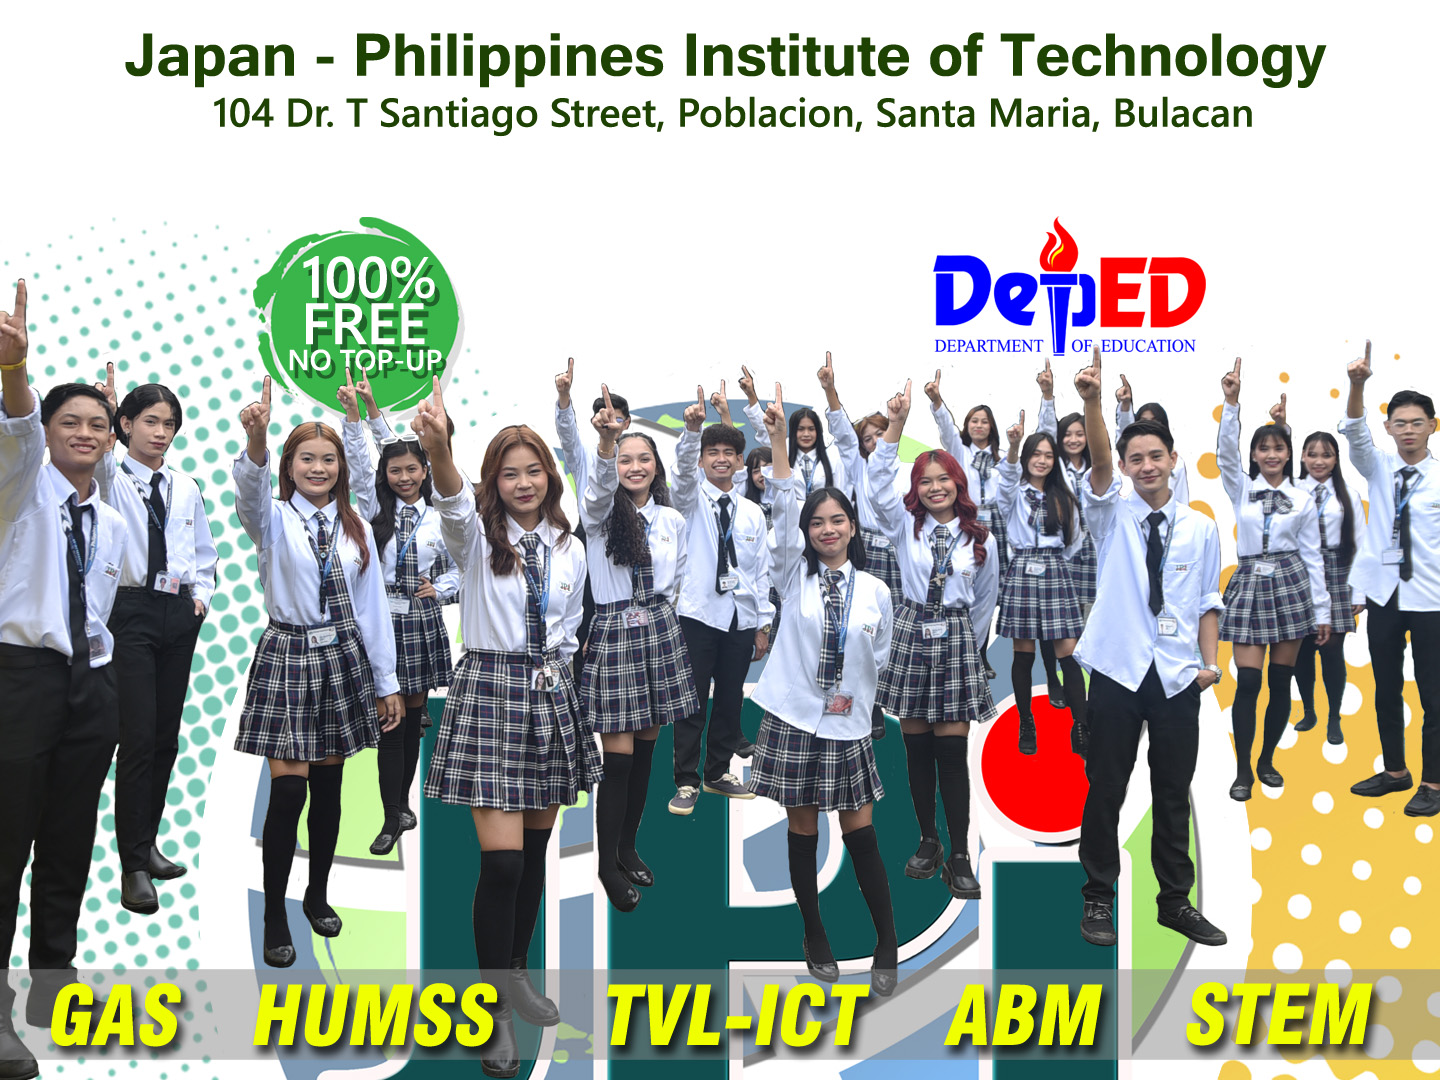 Japan - Philippines Institute of Technology
104 Dr. T Santiago Street, Poblacion, Santa Maria, Bulacan
100%
FREE
NO TOP-UP
DepED
DEPARTMENT OF EDUCATION
JPi
GAS HUMSS TVL-ICT ABM STEM